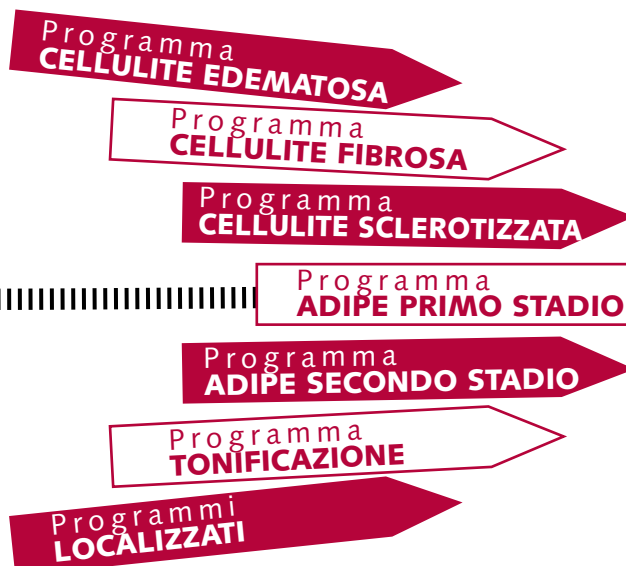 Programma
CELLULITE EDEMATOSA
Programma
CELLULITE FIBROSA
Programma
CELLULITE SCLEROTIZZATA
Programma
ADIPE PRIMO STADIO
Programma
ADIPE SECONDO STADIO
Programma
TONIFICAZIONE
Programmi
LOCALIZZATI